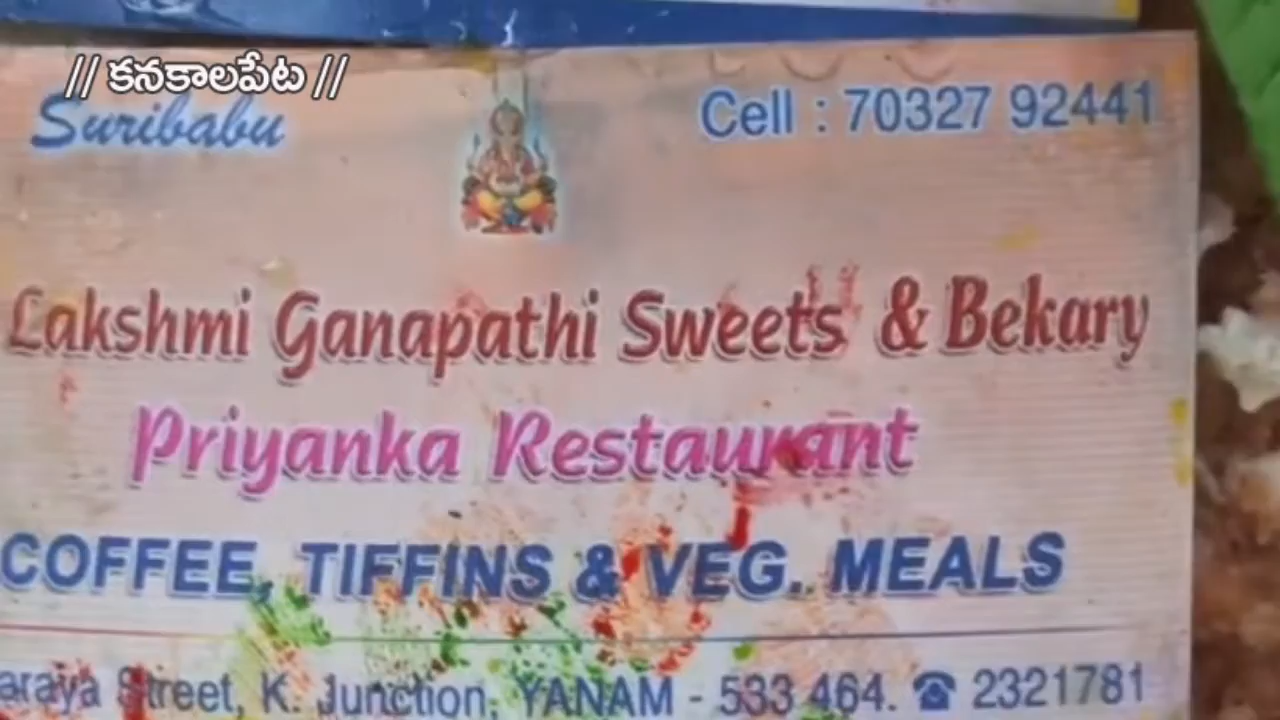 // కనకాలపేట //
Suribabu
Cell : 70327 92441
Lakshmi Ganapathi Sweets & Bekary
Priyanka Restaurant
COFFEE, TIFFINS & VEG. MEALS
Street, K. Junction, YANAM - 533 464. ☎ 2321781